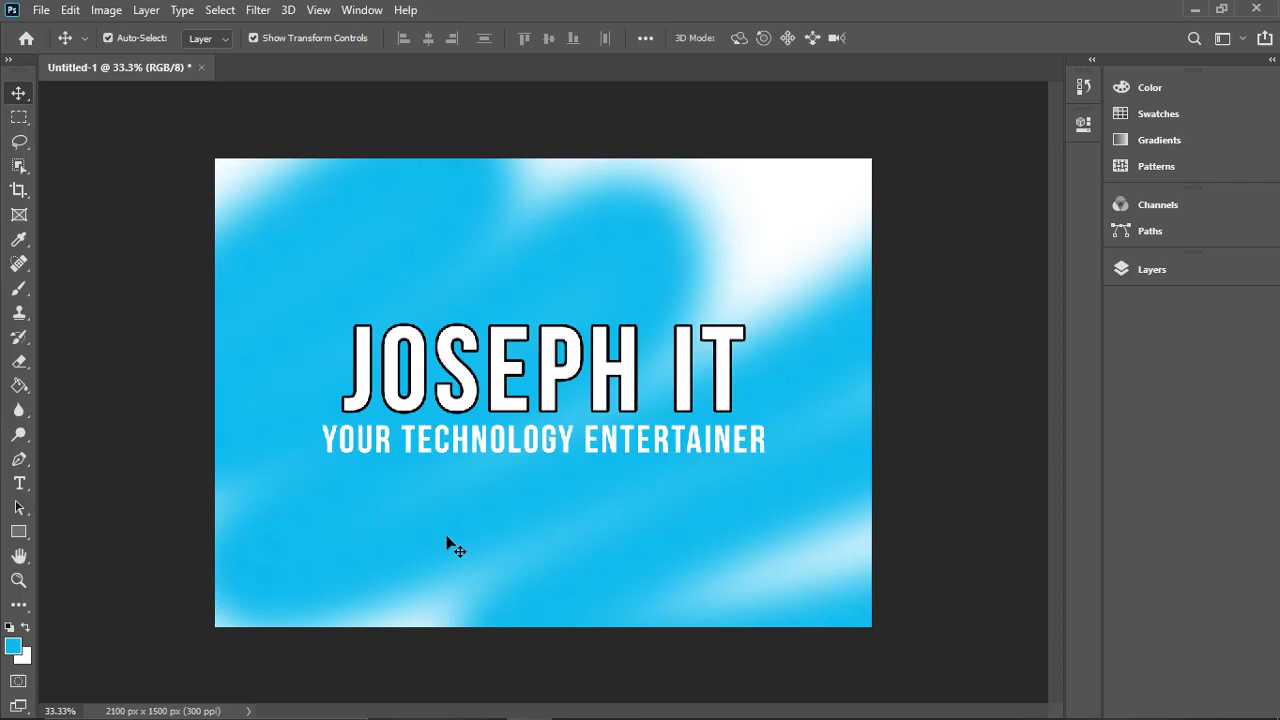 Ps File Edit Image Layer Type Select Filter 3D View Window Help
Auto-Select: Layer Show Transform Controls 3D Mode:
Untitled-1 @ 33.3% (RGB/8) *
Color
Swatches
Gradients
Patterns
Channels
Paths
Layers
JOSEPH IT
YOUR TECHNOLOGY ENTERTAINER
33.33% 2100 px x 1500 px (300 ppi)